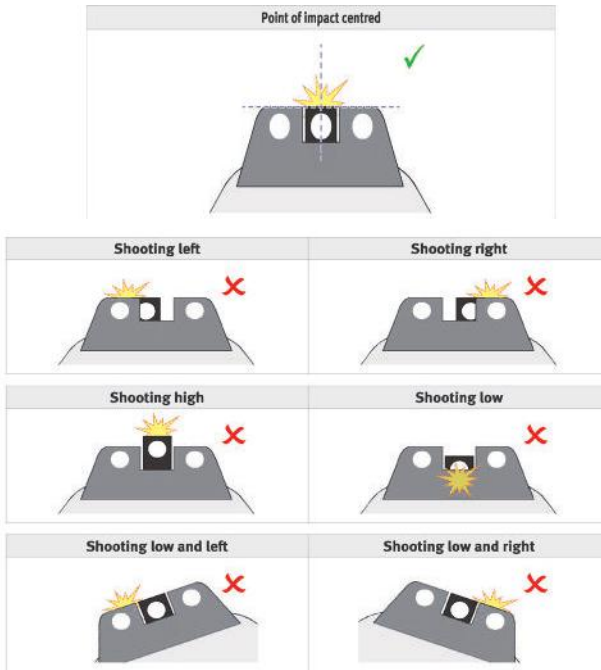 Point of impact centred
Shooting left
Shooting right
Shooting high
Shooting low
Shooting low and left
Shooting low and right